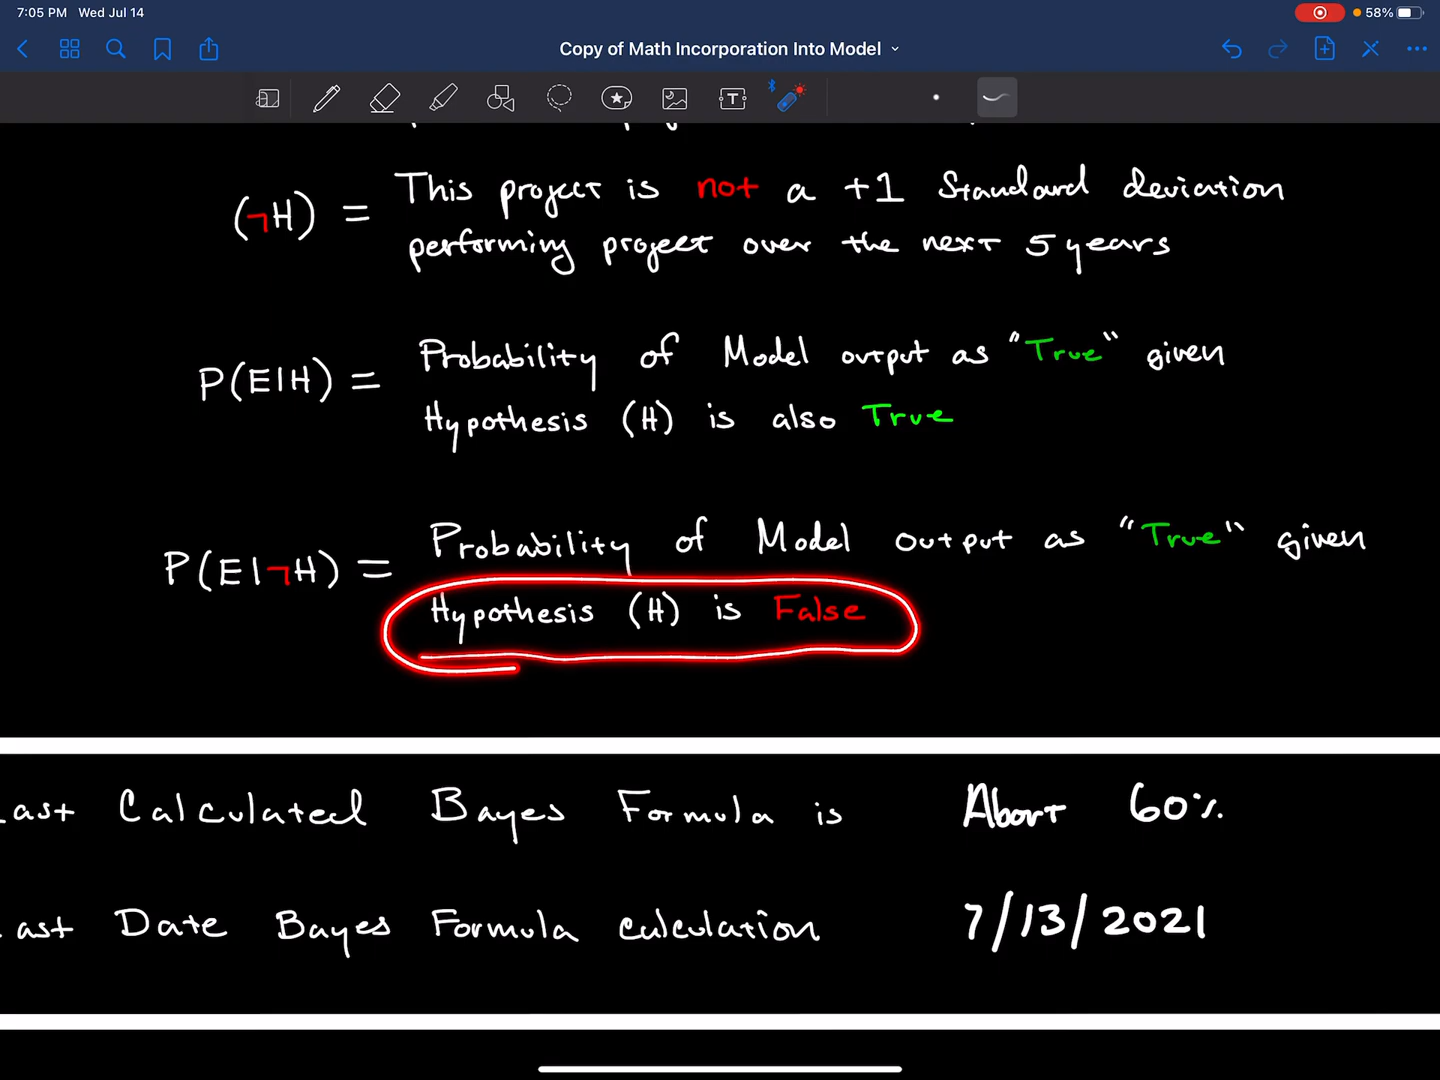 7:05 PM Wed Jul 14
58%
Copy of Math Incorporation Into Model
(¬H) = This project is not a +1 Standard deviation
performing project over the next 5 years
P(E|H) = Probability of Model output as "True" given
Hypothesis (H) is also True
P(E|¬H) = Probability of Model output as "True" given
Hypothesis (H) is False
ast Calculated Bayes Formula is Abort 60%
ast Date Bayes Formula calculation 7/13/2021